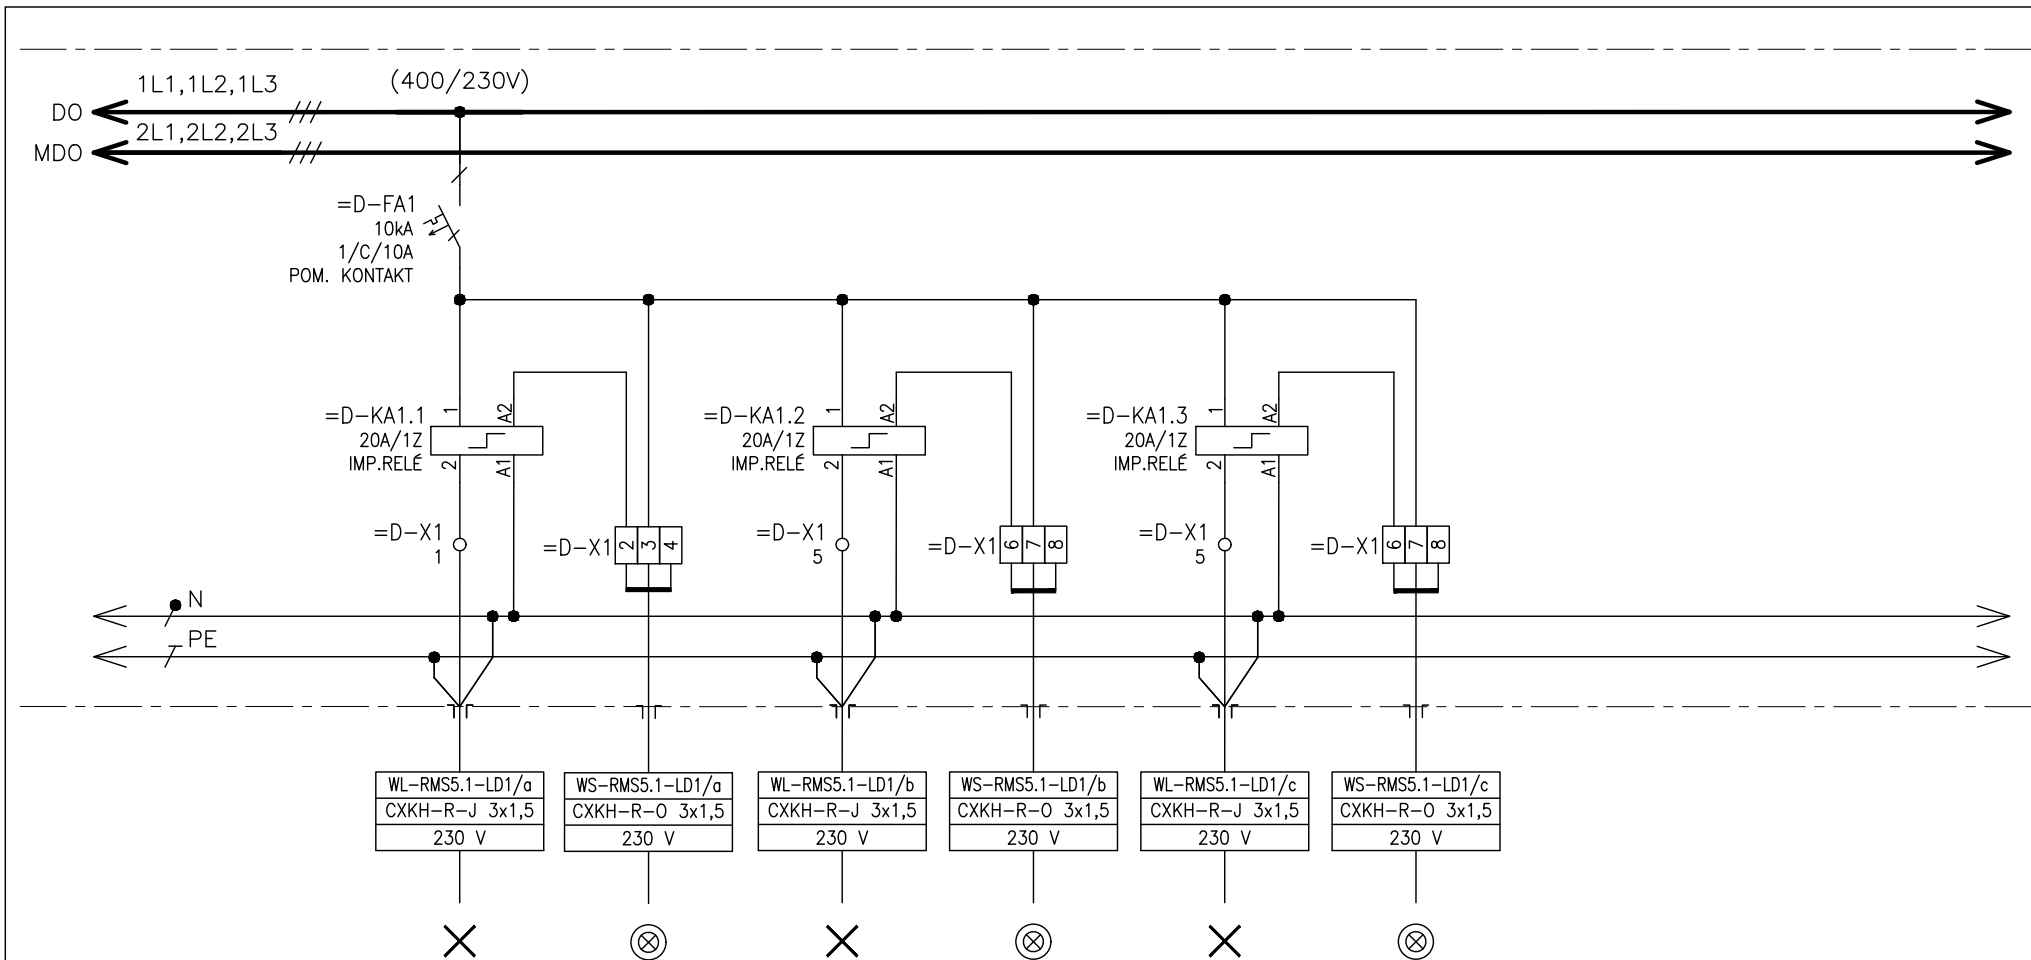 1L1,1L2,1L3
(400/230V)
DO
2L1,2L2,2L3
MDO
=D-FA1
10kA
1/C/10A
POM. KONTAKT
=D-KA1.1
20A/1Z
IMP.RELÉ
1
A2
2
A1
=D-KA1.2
20A/1Z
IMP.RELÉ
1
A2
2
A1
=D-KA1.3
20A/1Z
IMP.RELÉ
1
A2
2
A1
=D-X1
1
=D-X1 2 3 4
=D-X1
5
=D-X1 6 7 8
=D-X1
5
=D-X1 6 7 8
N
PE
WL-RMS5.1-LD1/a
CXKH-R-J 3x1,5
230 V
WS-RMS5.1-LD1/a
CXKH-R-O 3x1,5
230 V
WL-RMS5.1-LD1/b
CXKH-R-J 3x1,5
230 V
WS-RMS5.1-LD1/b
CXKH-R-O 3x1,5
230 V
WL-RMS5.1-LD1/c
CXKH-R-J 3x1,5
230 V
WS-RMS5.1-LD1/c
CXKH-R-O 3x1,5
230 V